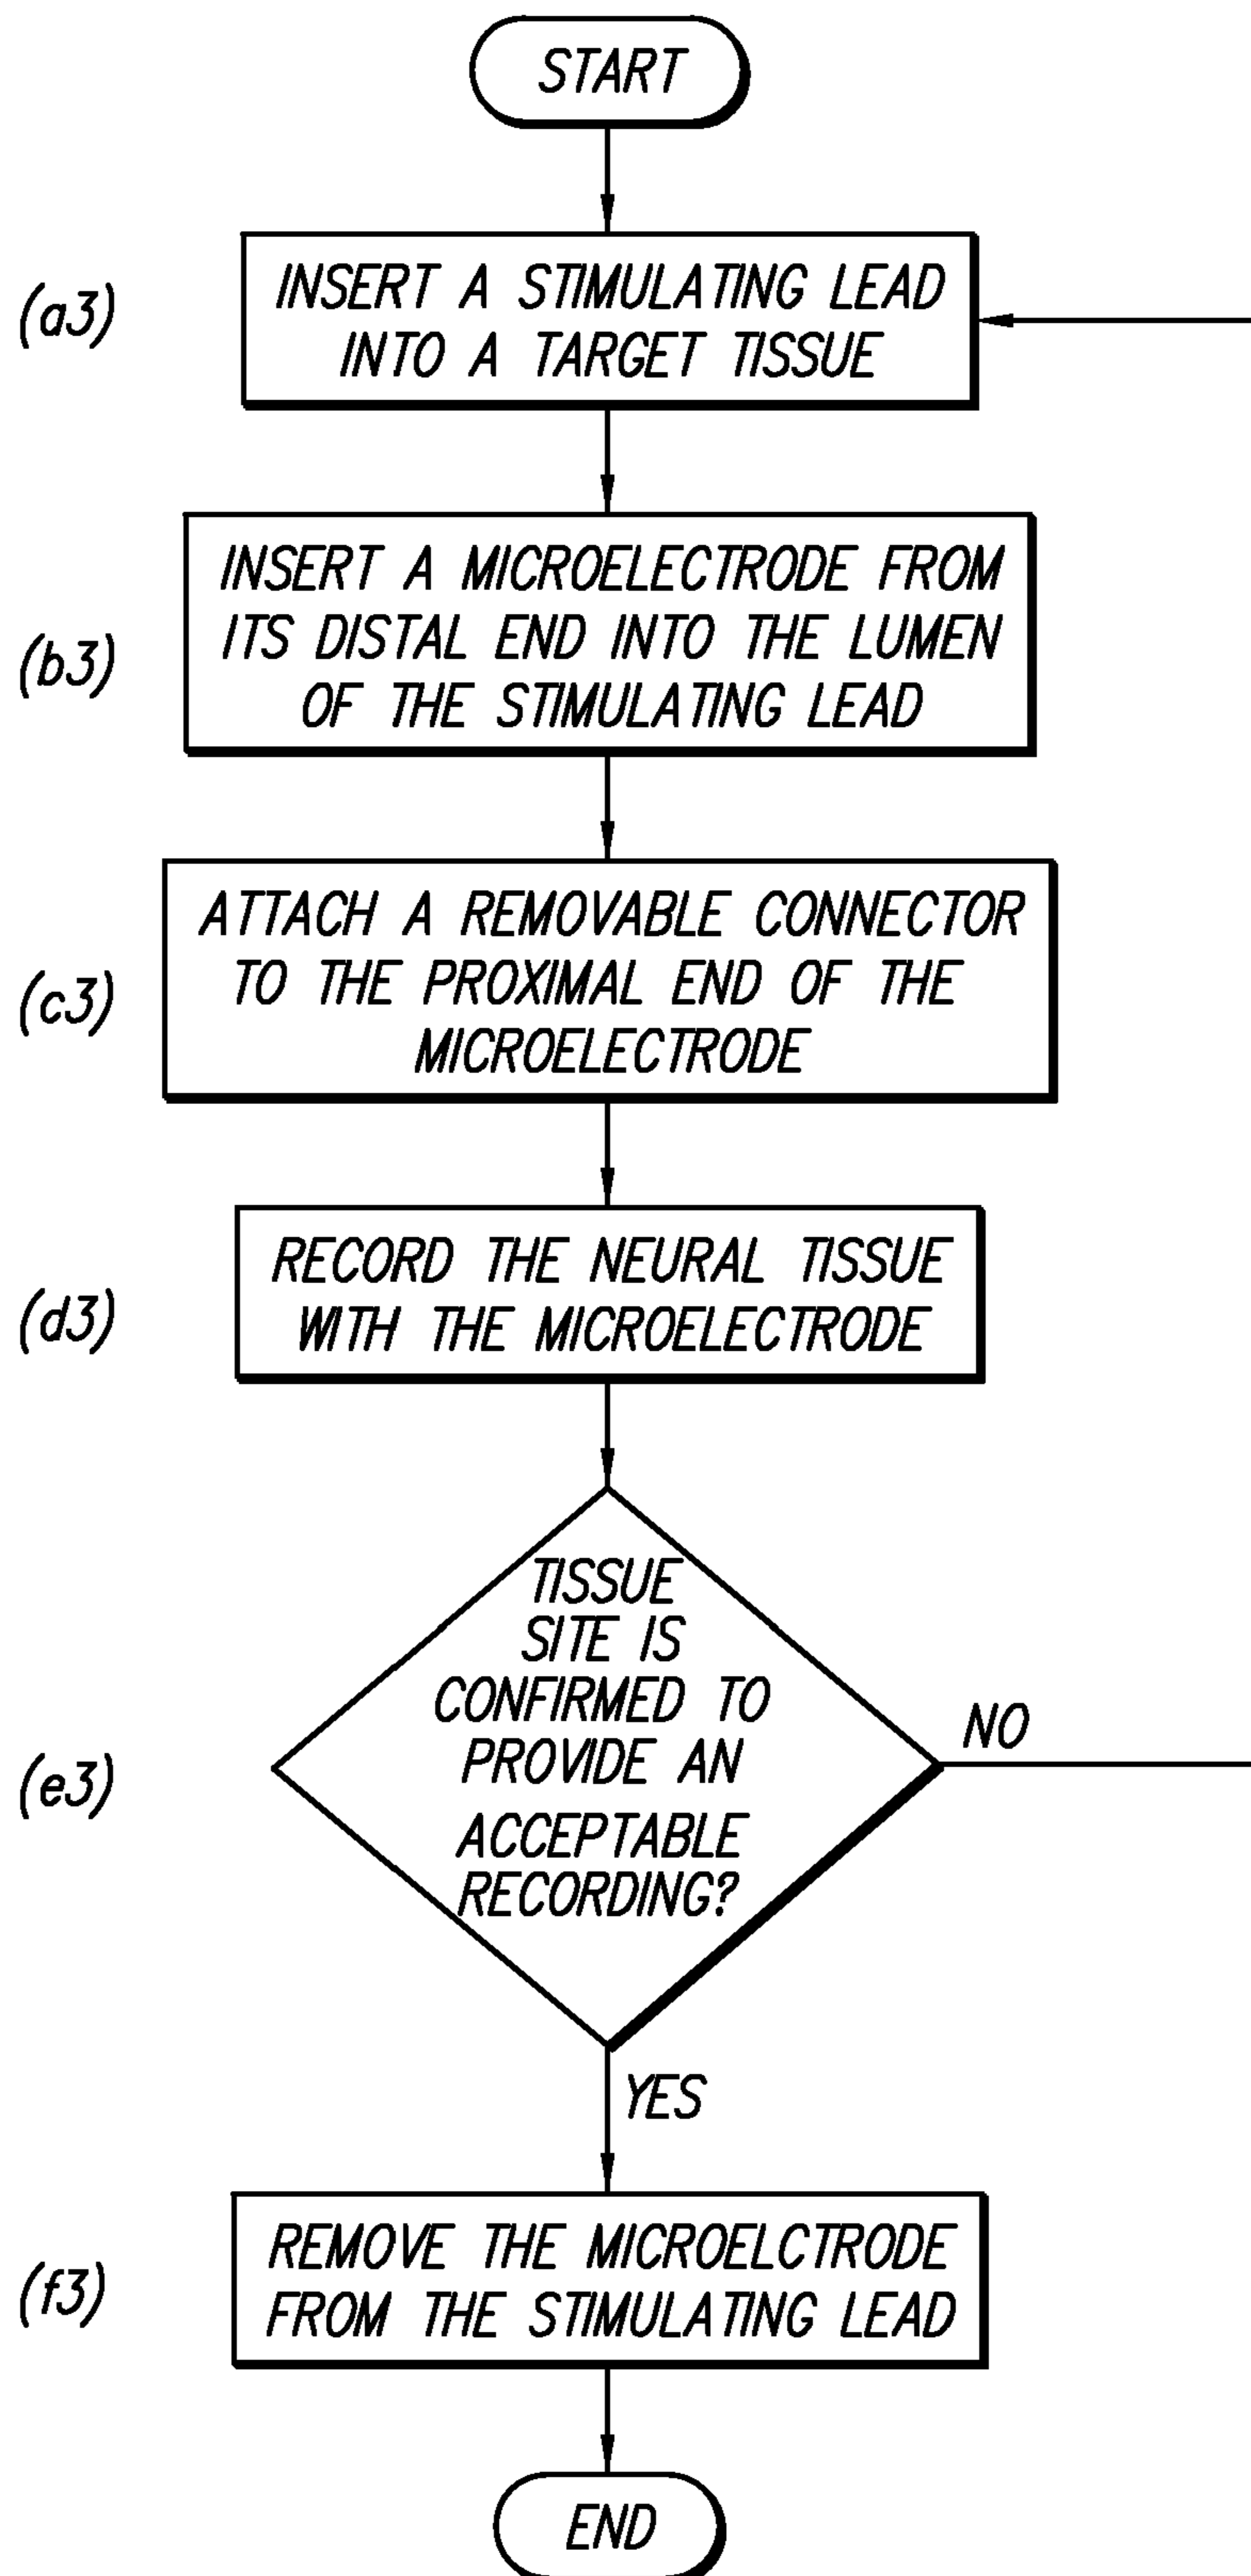 START
(a3)
INSERT A STIMULATING LEAD
INTO A TARGET TISSUE
(b3)
INSERT A MICROELECTRODE FROM
ITS DISTAL END INTO THE LUMEN
OF THE STIMULATING LEAD
(c3)
ATTACH A REMOVABLE CONNECTOR
TO THE PROXIMAL END OF THE
MICROELECTRODE
(d3)
RECORD THE NEURAL TISSUE
WITH THE MICROELECTRODE
(e3)
TISSUE
SITE IS
CONFIRMED TO
PROVIDE AN
ACCEPTABLE
RECORDING?
NO
YES
(f3)
REMOVE THE MICROELCTRODE
FROM THE STIMULATING LEAD
END